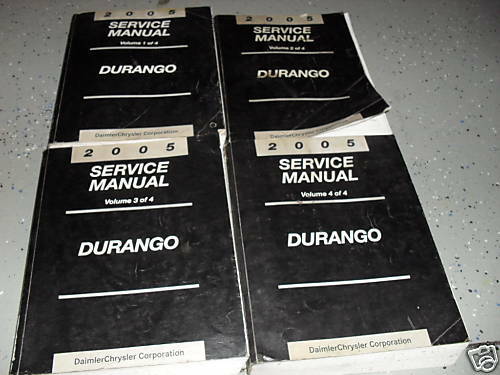 2005
SERVICE
MANUAL
Volume 1 of 4
DURANGO
DaimlerChrysler Corporation
2005
SERVICE
MANUAL
Volume 2 of 4
DURANGO
DaimlerChrysler Corporation
2005
SERVICE
MANUAL
Volume 3 of 4
DURANGO
DaimlerChrysler Corporation
2005
SERVICE
MANUAL
Volume 4 of 4
DURANGO
DaimlerChrysler Corporation